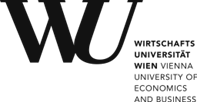 WU
WIRTSCHAFTS
UNIVERSITÄT
WIEN VIENNA
UNIVERSITY OF
ECONOMICS
AND BUSINESS